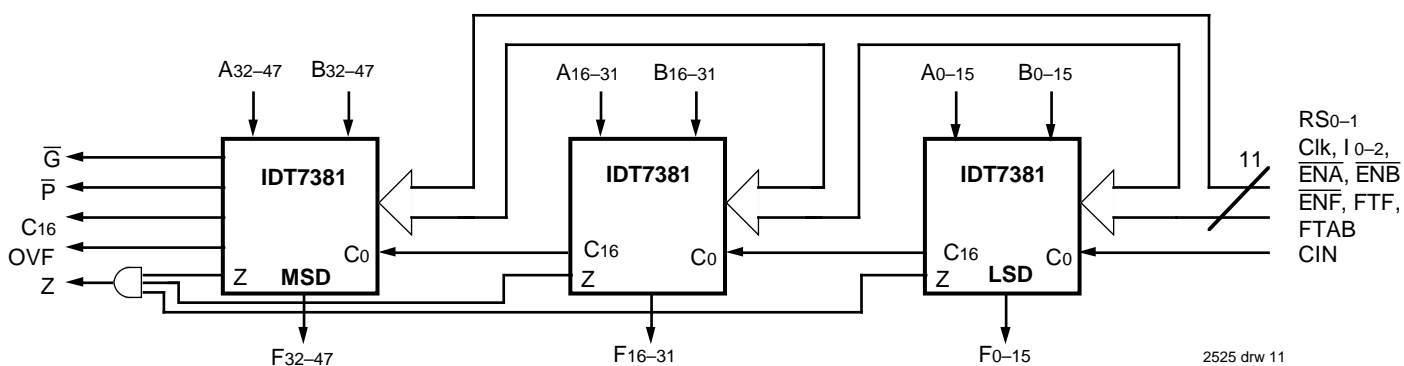 A32–47
B32–47
A16–31
B16–31
A0–15
B0–15
G
P
C16
OVF
Z
IDT7381
C0
Z
MSD
IDT7381
C16
C0
Z
IDT7381
C16
C0
Z
LSD
11
RS0–1
Clk, I 0–2,
ENA, ENB
ENF, FTF,
FTAB
CIN
F32–47
F16–31
F0–15
2525 drw 11